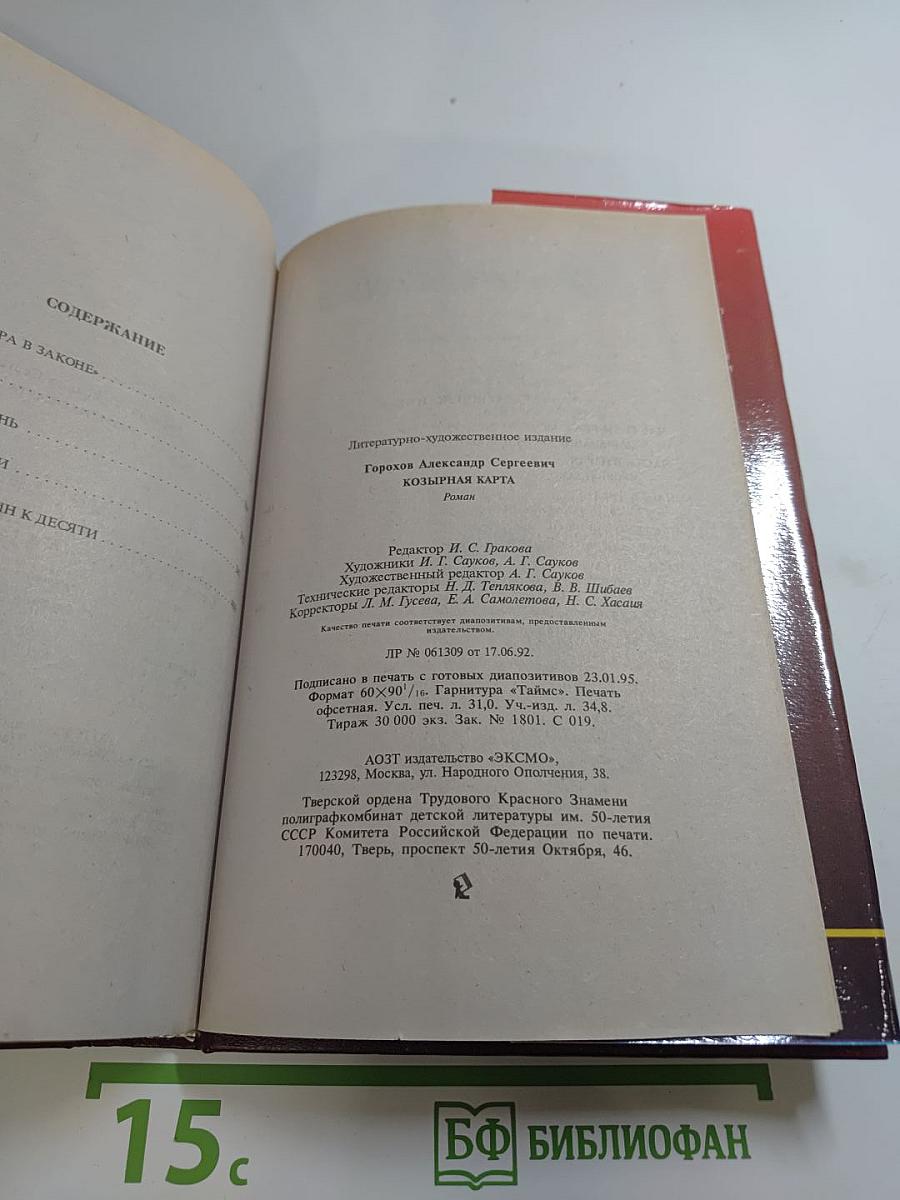 СОДЕРЖАНИЕ
РА В ЗАКОНЕ»
НЬ
И
ИН К ДЕСЯТИ
Литературно-художественное издание
Горохов Александр Сергеевич
КОЗЫРНАЯ КАРТА
Роман
Редактор И. С. Гракова
Художники И. Г. Сауков, А. Г. Сауков
Художественный редактор А. Г. Сауков
Технические редакторы Н. Д. Теплякова, В. В. Шибаев
Корректоры Л. М. Гусева, Е. А. Самолетова, Н. С. Хасаия
Качество печати соответствует диапозитивам, предоставленным
издательством.
ЛР № 061309 от 17.06.92.
Подписано в печать с готовых диапозитивов 23.01.95.
Формат 60×90¹/₁₆. Гарнитура «Таймс». Печать
офсетная. Усл. печ. л. 31,0. Уч.-изд. л. 34,8.
Тираж 30 000 экз. Зак. № 1801. С 019.
АОЗТ издательство «ЭКСМО»,
123298, Москва, ул. Народного Ополчения, 38.
Тверской ордена Трудового Красного Знамени
полиграфкомбинат детской литературы им. 50-летия
СССР Комитета Российской Федерации по печати.
170040, Тверь, проспект 50-летия Октября, 46.
15 с
БФ БИБЛИОФАН